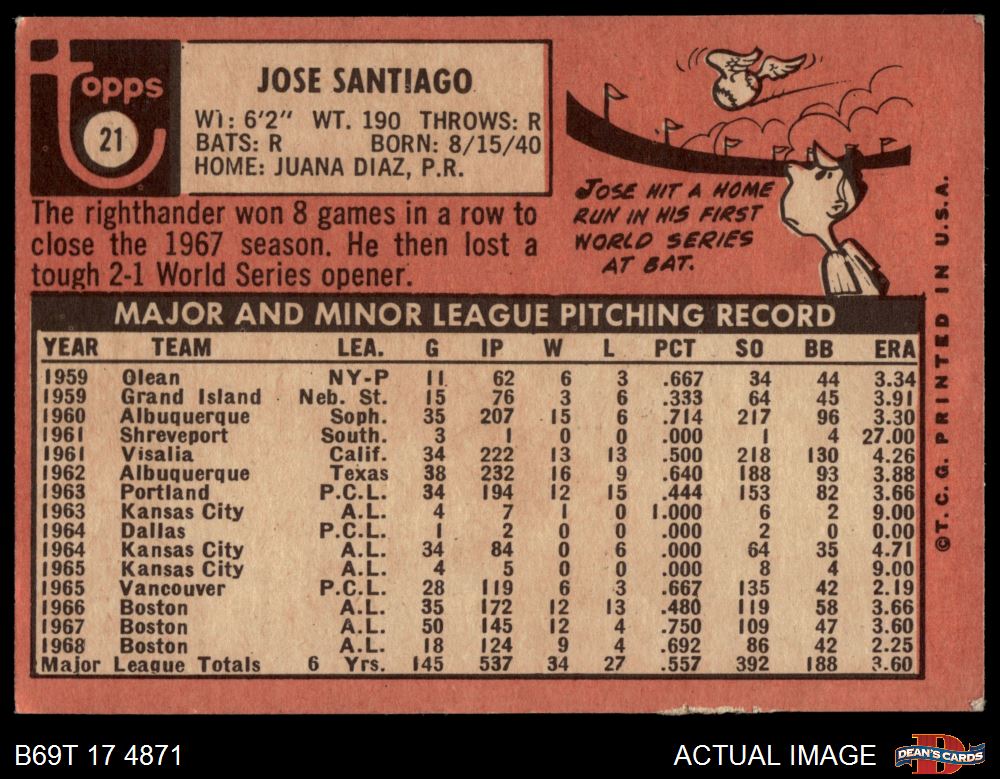 Topps
21
JOSE SANTIAGO
WT: 6'2" WT. 190 THROWS: R
BATS: R BORN: 8/15/40
HOME: JUANA DIAZ, P.R.
The righthander won 8 games in a row to
close the 1967 season. He then lost a
tough 2-1 World Series opener.
JOSE HIT A HOME
RUN IN HIS FIRST
WORLD SERIES
AT BAT.
MAJOR AND MINOR LEAGUE PITCHING RECORD
YEAR TEAM LEA. G IP W L PCT SO BB ERA
1959 Olean NY-P 11 62 6 3 .667 34 44 3.34
1959 Grand Island Neb. St. 15 76 3 6 .333 64 45 3.91
1960 Albuquerque Soph. 35 207 15 6 .714 217 96 3.30
1961 Shreveport South. 3 1 0 0 .000 1 4 27.00
1961 Visalia Calif. 34 222 13 13 .500 218 130 4.26
1962 Albuquerque Texas 38 232 16 9 .640 188 93 3.88
1963 Portland P.C.L. 34 194 12 15 .444 153 82 3.66
1963 Kansas City A.L. 4 7 1 0 1.000 6 2 9.00
1964 Dallas P.C.L. 1 2 0 0 .000 2 0 0.00
1964 Kansas City A.L. 34 84 0 6 .000 64 35 4.71
1965 Kansas City A.L. 4 5 0 0 .000 8 4 9.00
1965 Vancouver P.C.L. 28 119 6 3 .667 135 42 2.19
1966 Boston A.L. 35 172 12 13 .480 119 58 3.66
1967 Boston A.L. 50 145 12 4 .750 109 47 3.60
1968 Boston A.L. 18 124 9 4 .692 86 42 2.25
Major League Totals 6 Yrs. 145 537 34 27 .557 392 188 3.60
©T.C.G. PRINTED IN U.S.A.
B69T 17 4871
ACTUAL IMAGE
DEAN'S CARDS